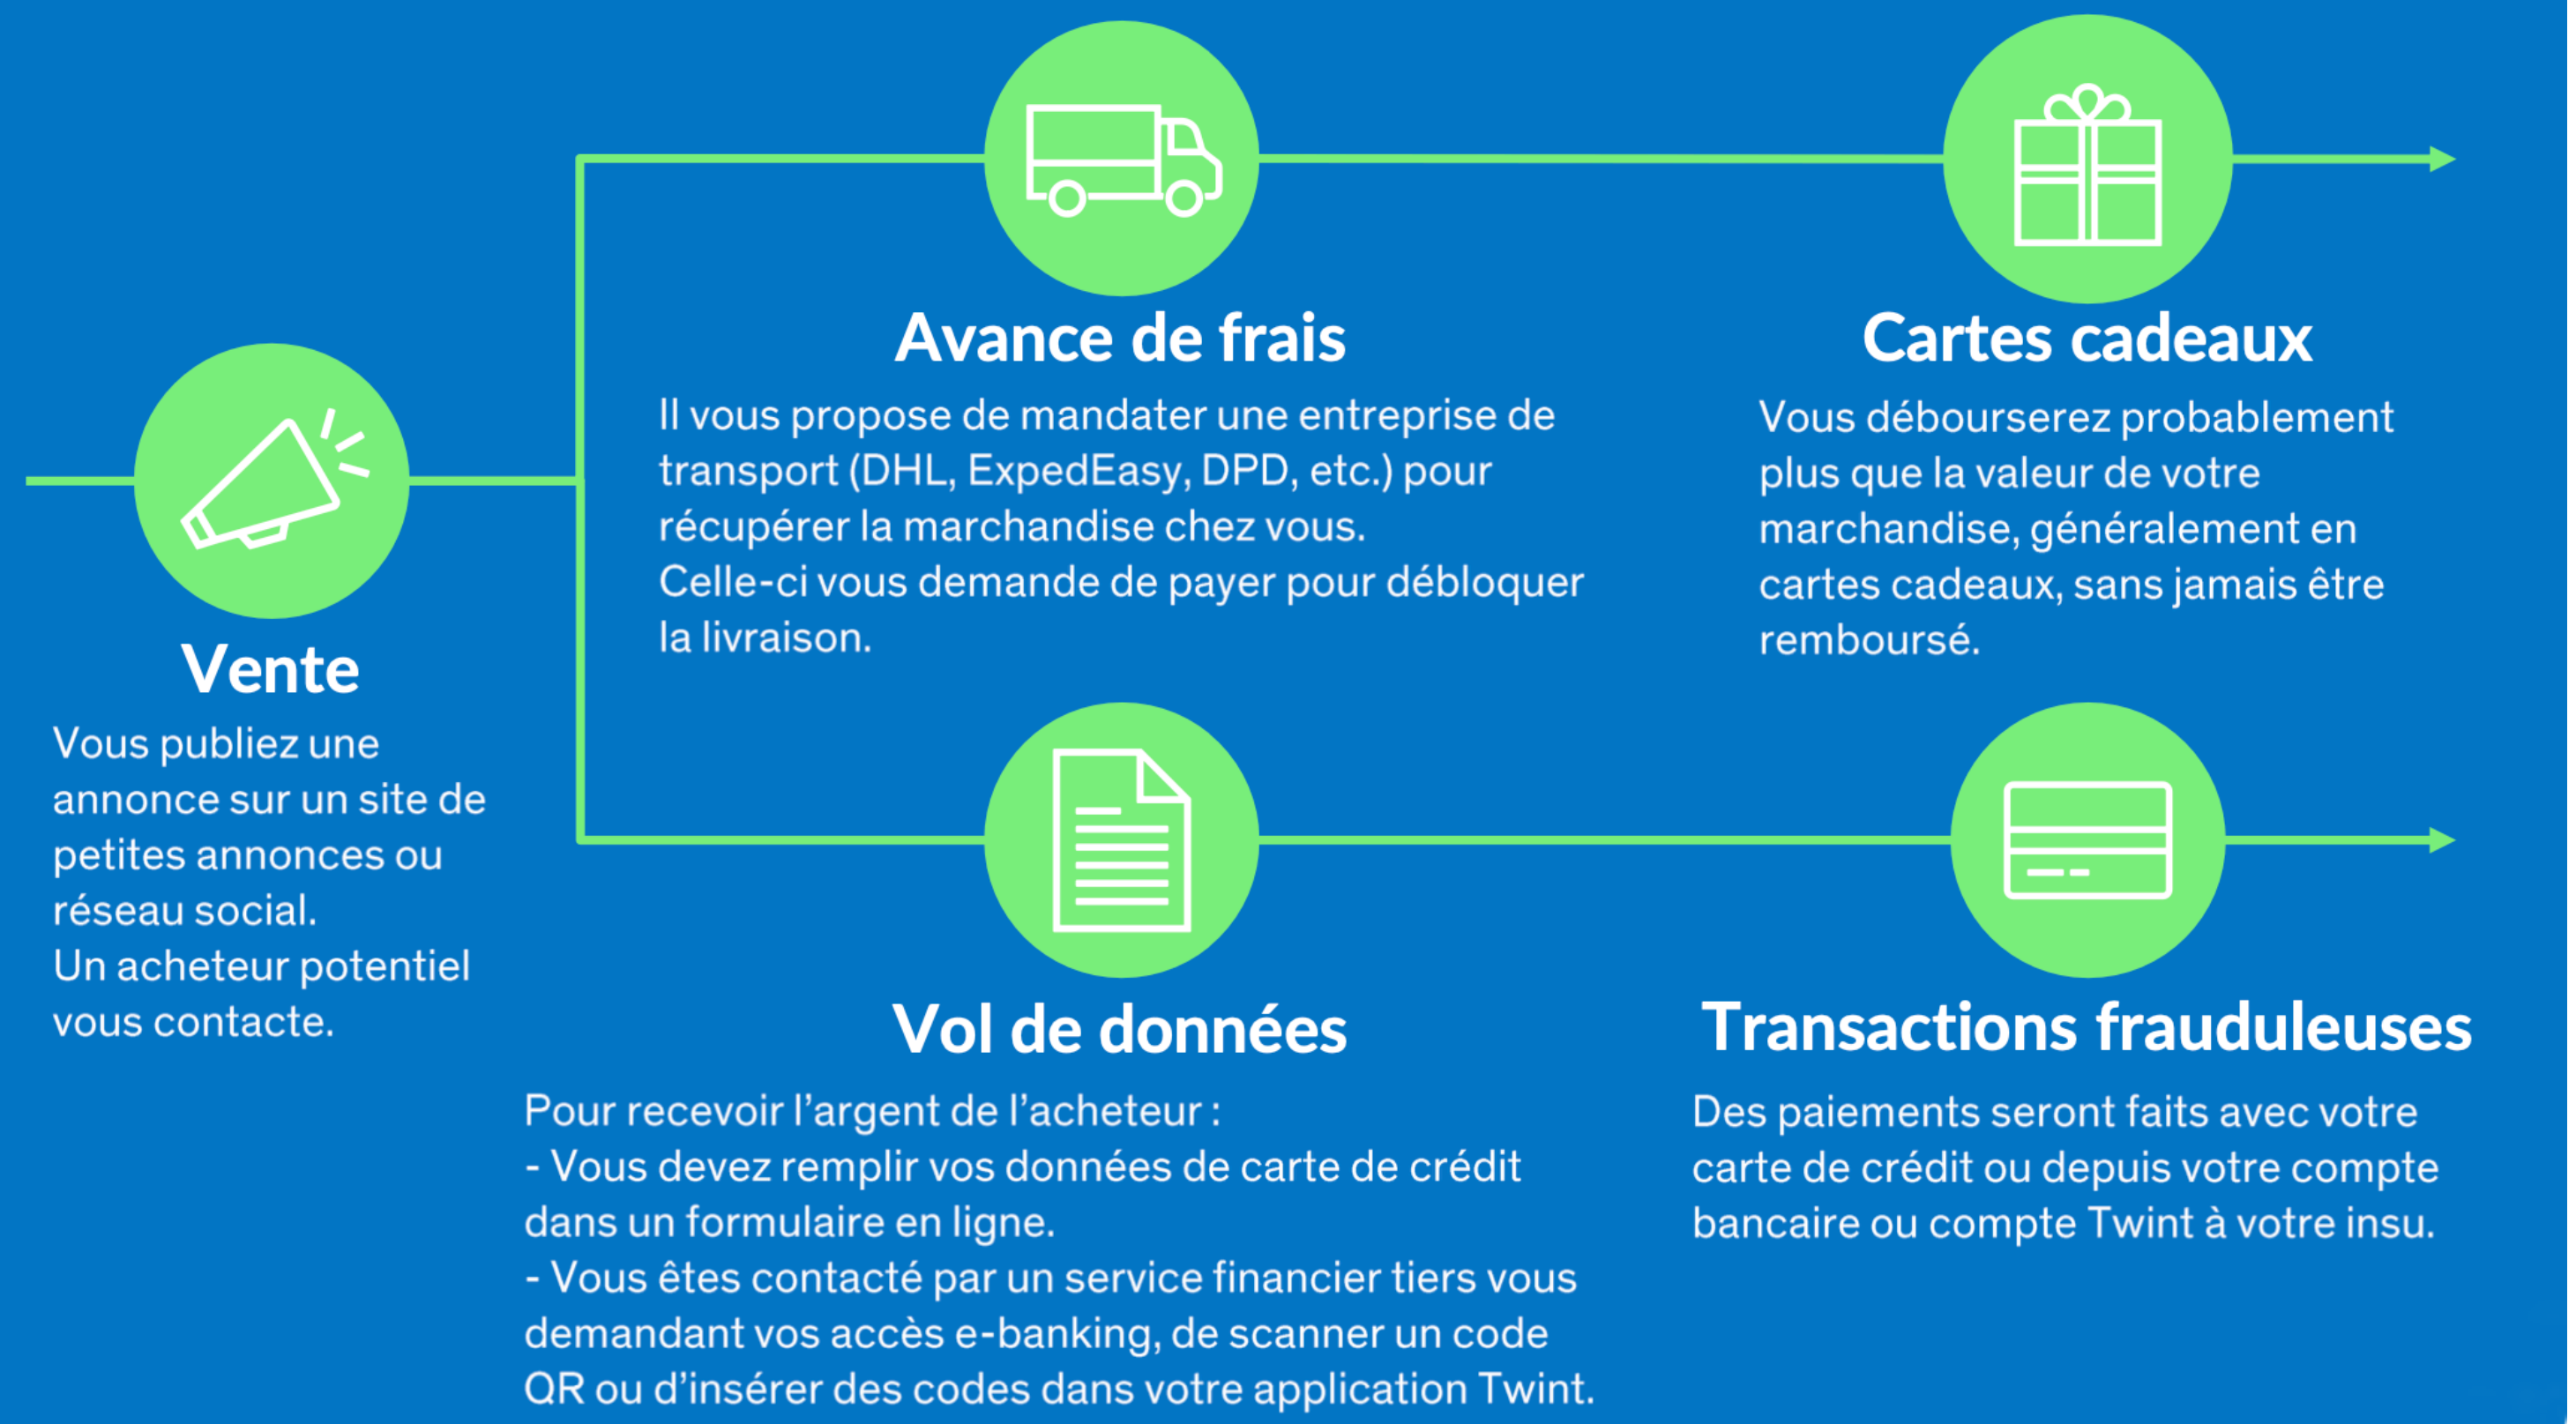 Vente
Vous publiez une
annonce sur un site de
petites annonces ou
réseau social.
Un acheteur potentiel
vous contacte.
Avance de frais
Il vous propose de mandater une entreprise de
transport (DHL, ExpedEasy, DPD, etc.) pour
récupérer la marchandise chez vous.
Celle-ci vous demande de payer pour débloquer
la livraison.
Cartes cadeaux
Vous débourserez probablement
plus que la valeur de votre
marchandise, généralement en
cartes cadeaux, sans jamais être
remboursé.
Vol de données
Pour recevoir l’argent de l’acheteur :
- Vous devez remplir vos données de carte de crédit
dans un formulaire en ligne.
- Vous êtes contacté par un service financier tiers vous
demandant vos accès e-banking, de scanner un code
QR ou d’insérer des codes dans votre application Twint.
Transactions frauduleuses
Des paiements seront faits avec votre
carte de crédit ou depuis votre compte
bancaire ou compte Twint à votre insu.